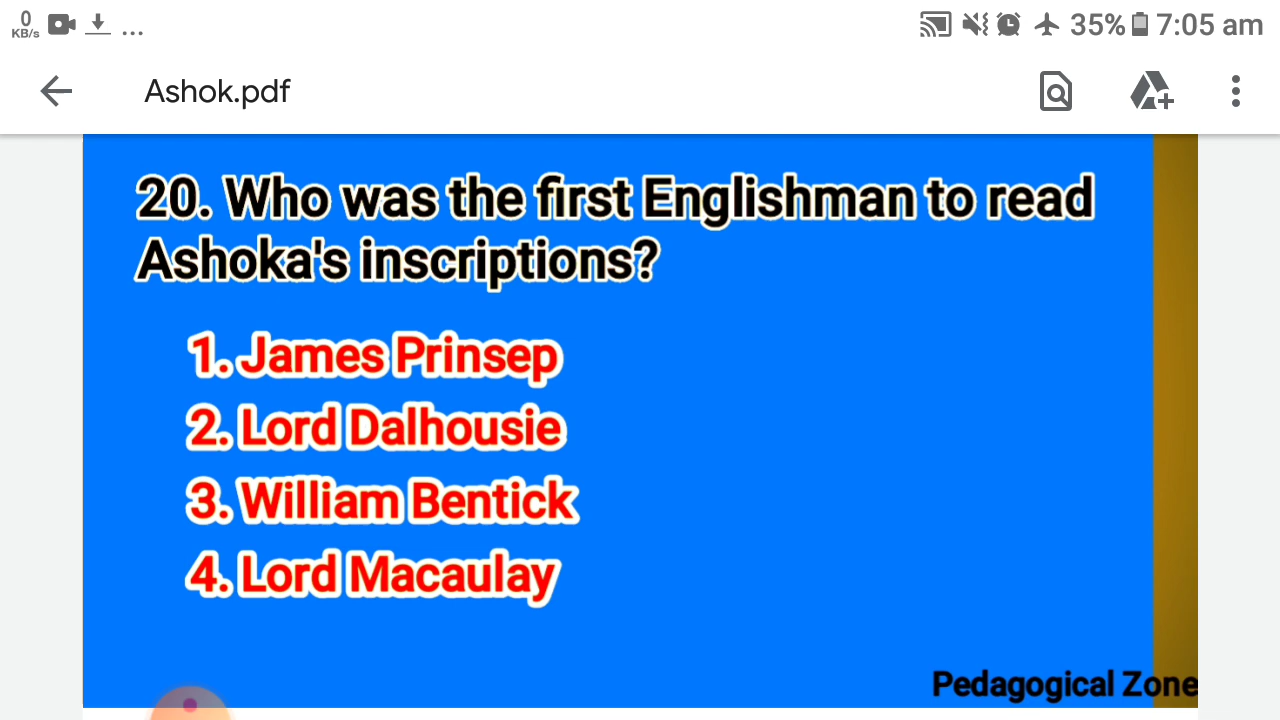 0
KB/s ... 35% 7:05 am
Ashok.pdf
20. Who was the first Englishman to read
Ashoka's inscriptions?
1. James Prinsep
2. Lord Dalhousie
3. William Bentick
4. Lord Macaulay
Pedagogical Zone